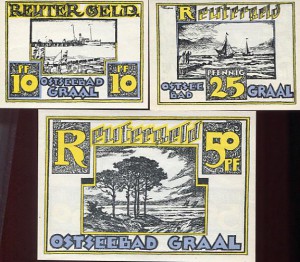 REUTER GELD.
10 PF
PF 10
OSTSEEBAD
GRAAL
Reutergeld
PFENNIG
OSTSEE
BAD
25
GRAAL
Reutergeld
50
PF
OSTSEEBAD GRAAL